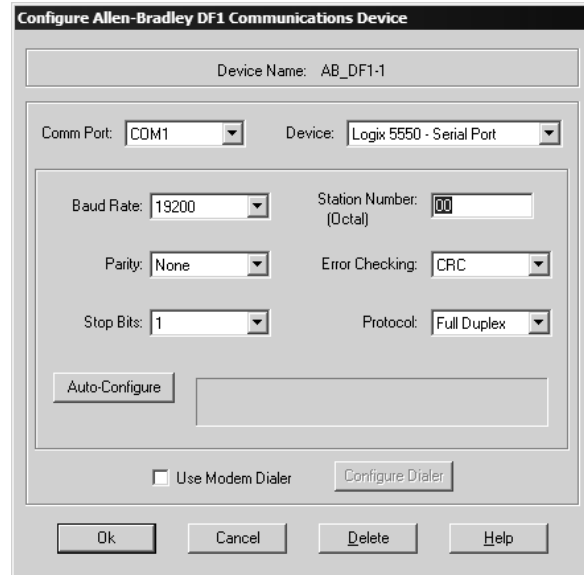 Configure Allen-Bradley DF1 Communications Device
Device Name: AB_DF1-1
Comm Port: COM1 Device: Logix 5550 - Serial Port
Baud Rate: 19200 Station Number: 00
(Octal)
Parity: None Error Checking: CRC
Stop Bits: 1 Protocol: Full Duplex
Auto-Configure
Use Modem Dialer Configure Dialer
Ok Cancel Delete Help